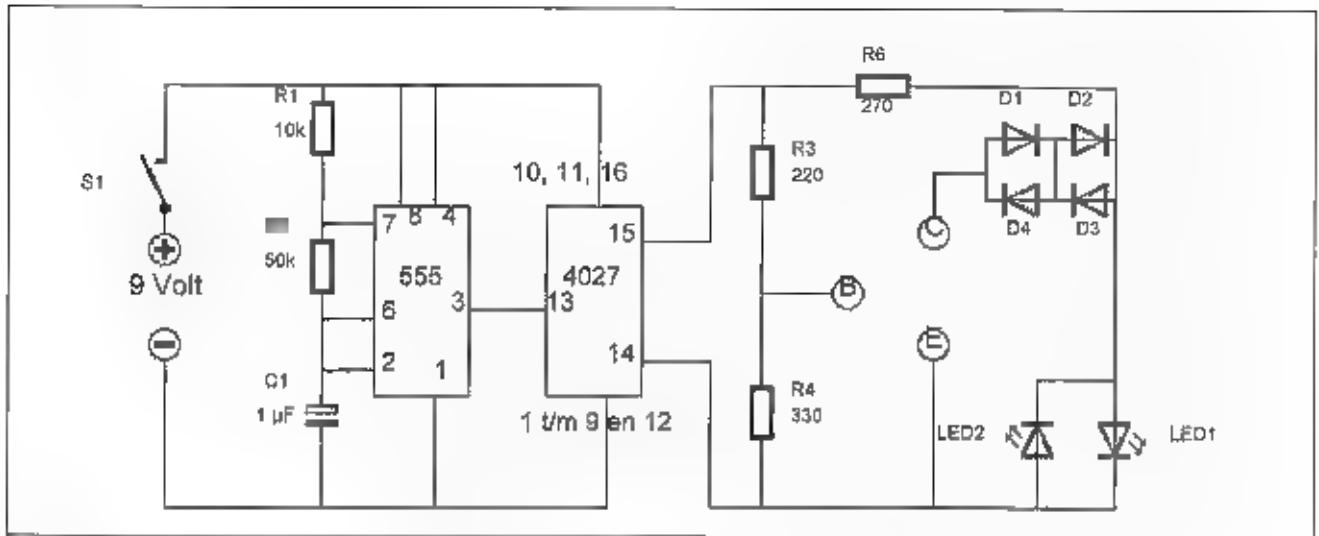 R6
270
D1 D2
R1
10k
R3
220
10, 11, 16
S1
7 8 4
15
D4 D3
C
50k
555
4027
9 Volt
3
13
B
6
2
1
14
E
C1
1 µF
R4
330
1 t/m 9 en 12
LED2
LED1